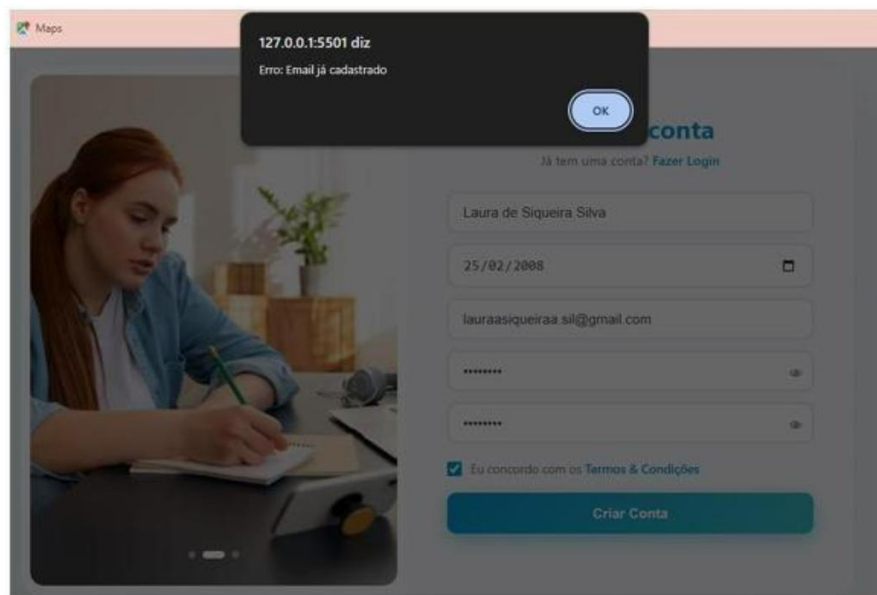 Maps
127.0.0.1:5501 diz
Erro: Email já cadastrado
OK
conta
Já tem uma conta? Fazer Login
Laura de Siqueira Silva
25/02/2008
lauraasiqueiraa.sil@gmail.com
••••••••
••••••••
Eu concordo com os Termos & Condições
Criar Conta